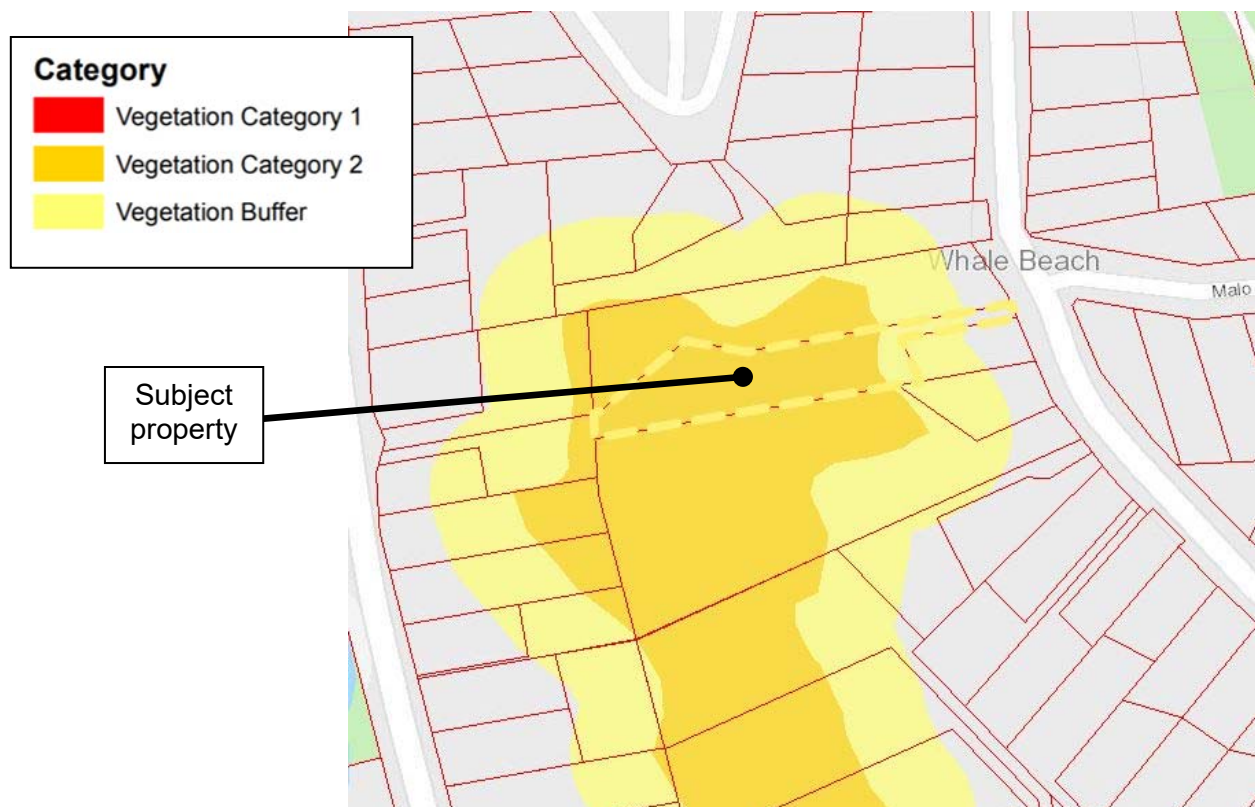 Category
Vegetation Category 1
Vegetation Category 2
Vegetation Buffer
Whale Beach
Malo
Subject
property